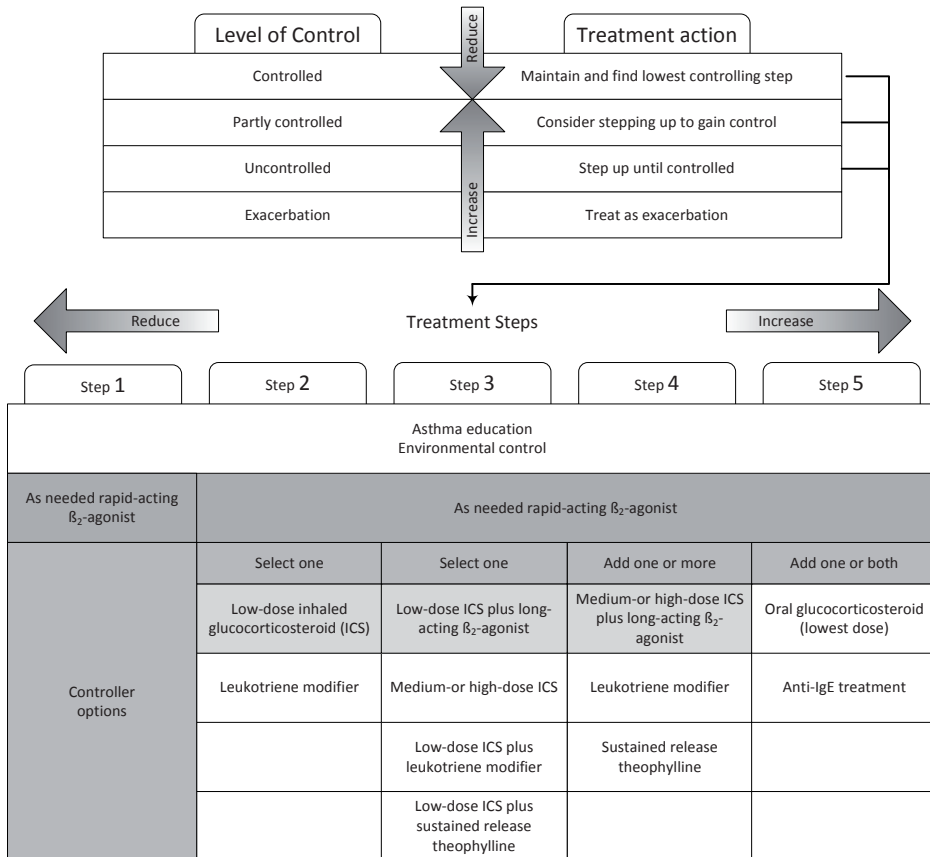 Level of Control
Reduce
Treatment action
Controlled
Maintain and find lowest controlling step
Partly controlled
Consider stepping up to gain control
Uncontrolled
Step up until controlled
Increase
Exacerbation
Treat as exacerbation
Reduce
Treatment Steps
Increase
Step 1
Step 2
Step 3
Step 4
Step 5
Asthma education
Environmental control
As needed rapid-acting
ß₂-agonist
As needed rapid-acting ß₂-agonist
Select one
Select one
Add one or more
Add one or both
Low-dose inhaled
glucocorticosteroid (ICS)
Low-dose ICS plus long-
acting ß₂-agonist
Medium-or high-dose ICS
plus long-acting ß₂-
agonist
Oral glucocorticosteroid
(lowest dose)
Controller
options
Leukotriene modifier
Medium-or high-dose ICS
Leukotriene modifier
Anti-IgE treatment
Low-dose ICS plus
leukotriene modifier
Sustained release
theophylline
Low-dose ICS plus
sustained release
theophylline